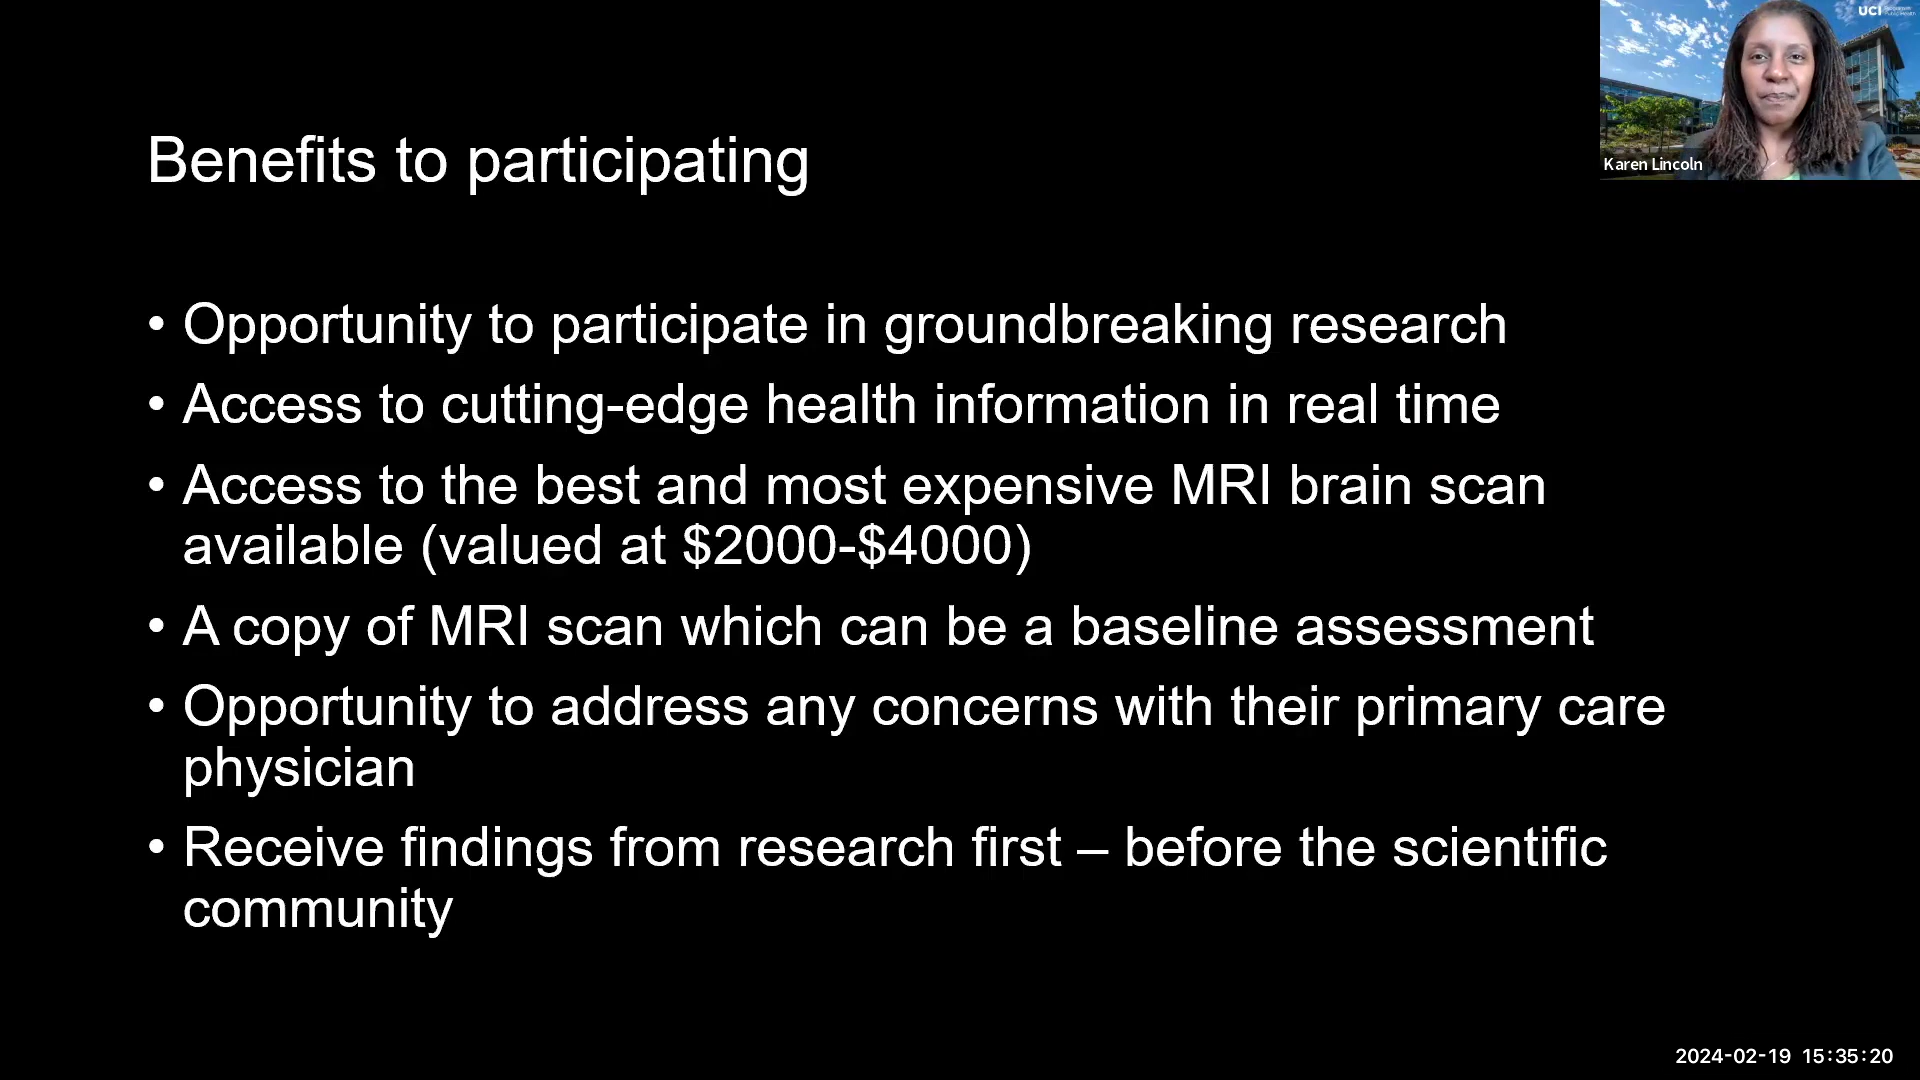 UCI
Karen Lincoln
Benefits to participating
• Opportunity to participate in groundbreaking research
• Access to cutting-edge health information in real time
• Access to the best and most expensive MRI brain scan
available (valued at $2000-$4000)
• A copy of MRI scan which can be a baseline assessment
• Opportunity to address any concerns with their primary care
physician
• Receive findings from research first – before the scientific
community
2024-02-19 15:35:20